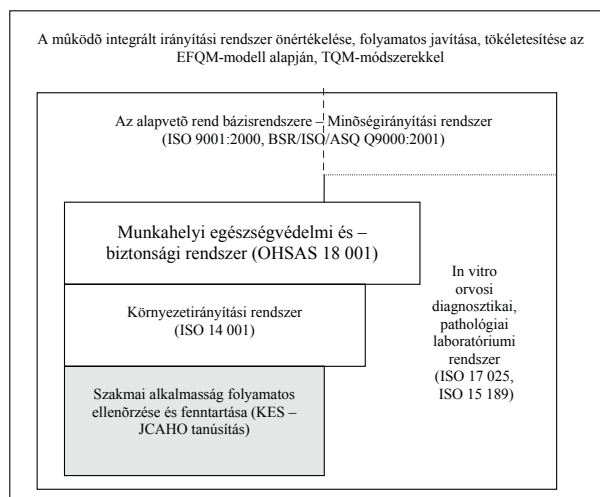 A mûködõ integrált irányítási rendszer önértékelése, folyamatos javítása, tökéletesítése az
EFQM-modell alapján, TQM-módszerekkel
Az alapvetõ rend bázisrendszere – Minõségirányítási rendszer
(ISO 9001:2000, BSR/ISO/ASQ Q9000:2001)
Munkahelyi egészségvédelmi és –
biztonsági rendszer (OHSAS 18 001)
Környezetirányítási rendszer
(ISO 14 001)
Szakmai alkalmasság folyamatos
ellenõrzése és fenntartása (KES –
JCAHO tanúsítás)
In vitro
orvosi
diagnosztikai,
pathológiai
laboratóriumi
rendszer
(ISO 17 025,
ISO 15 189)